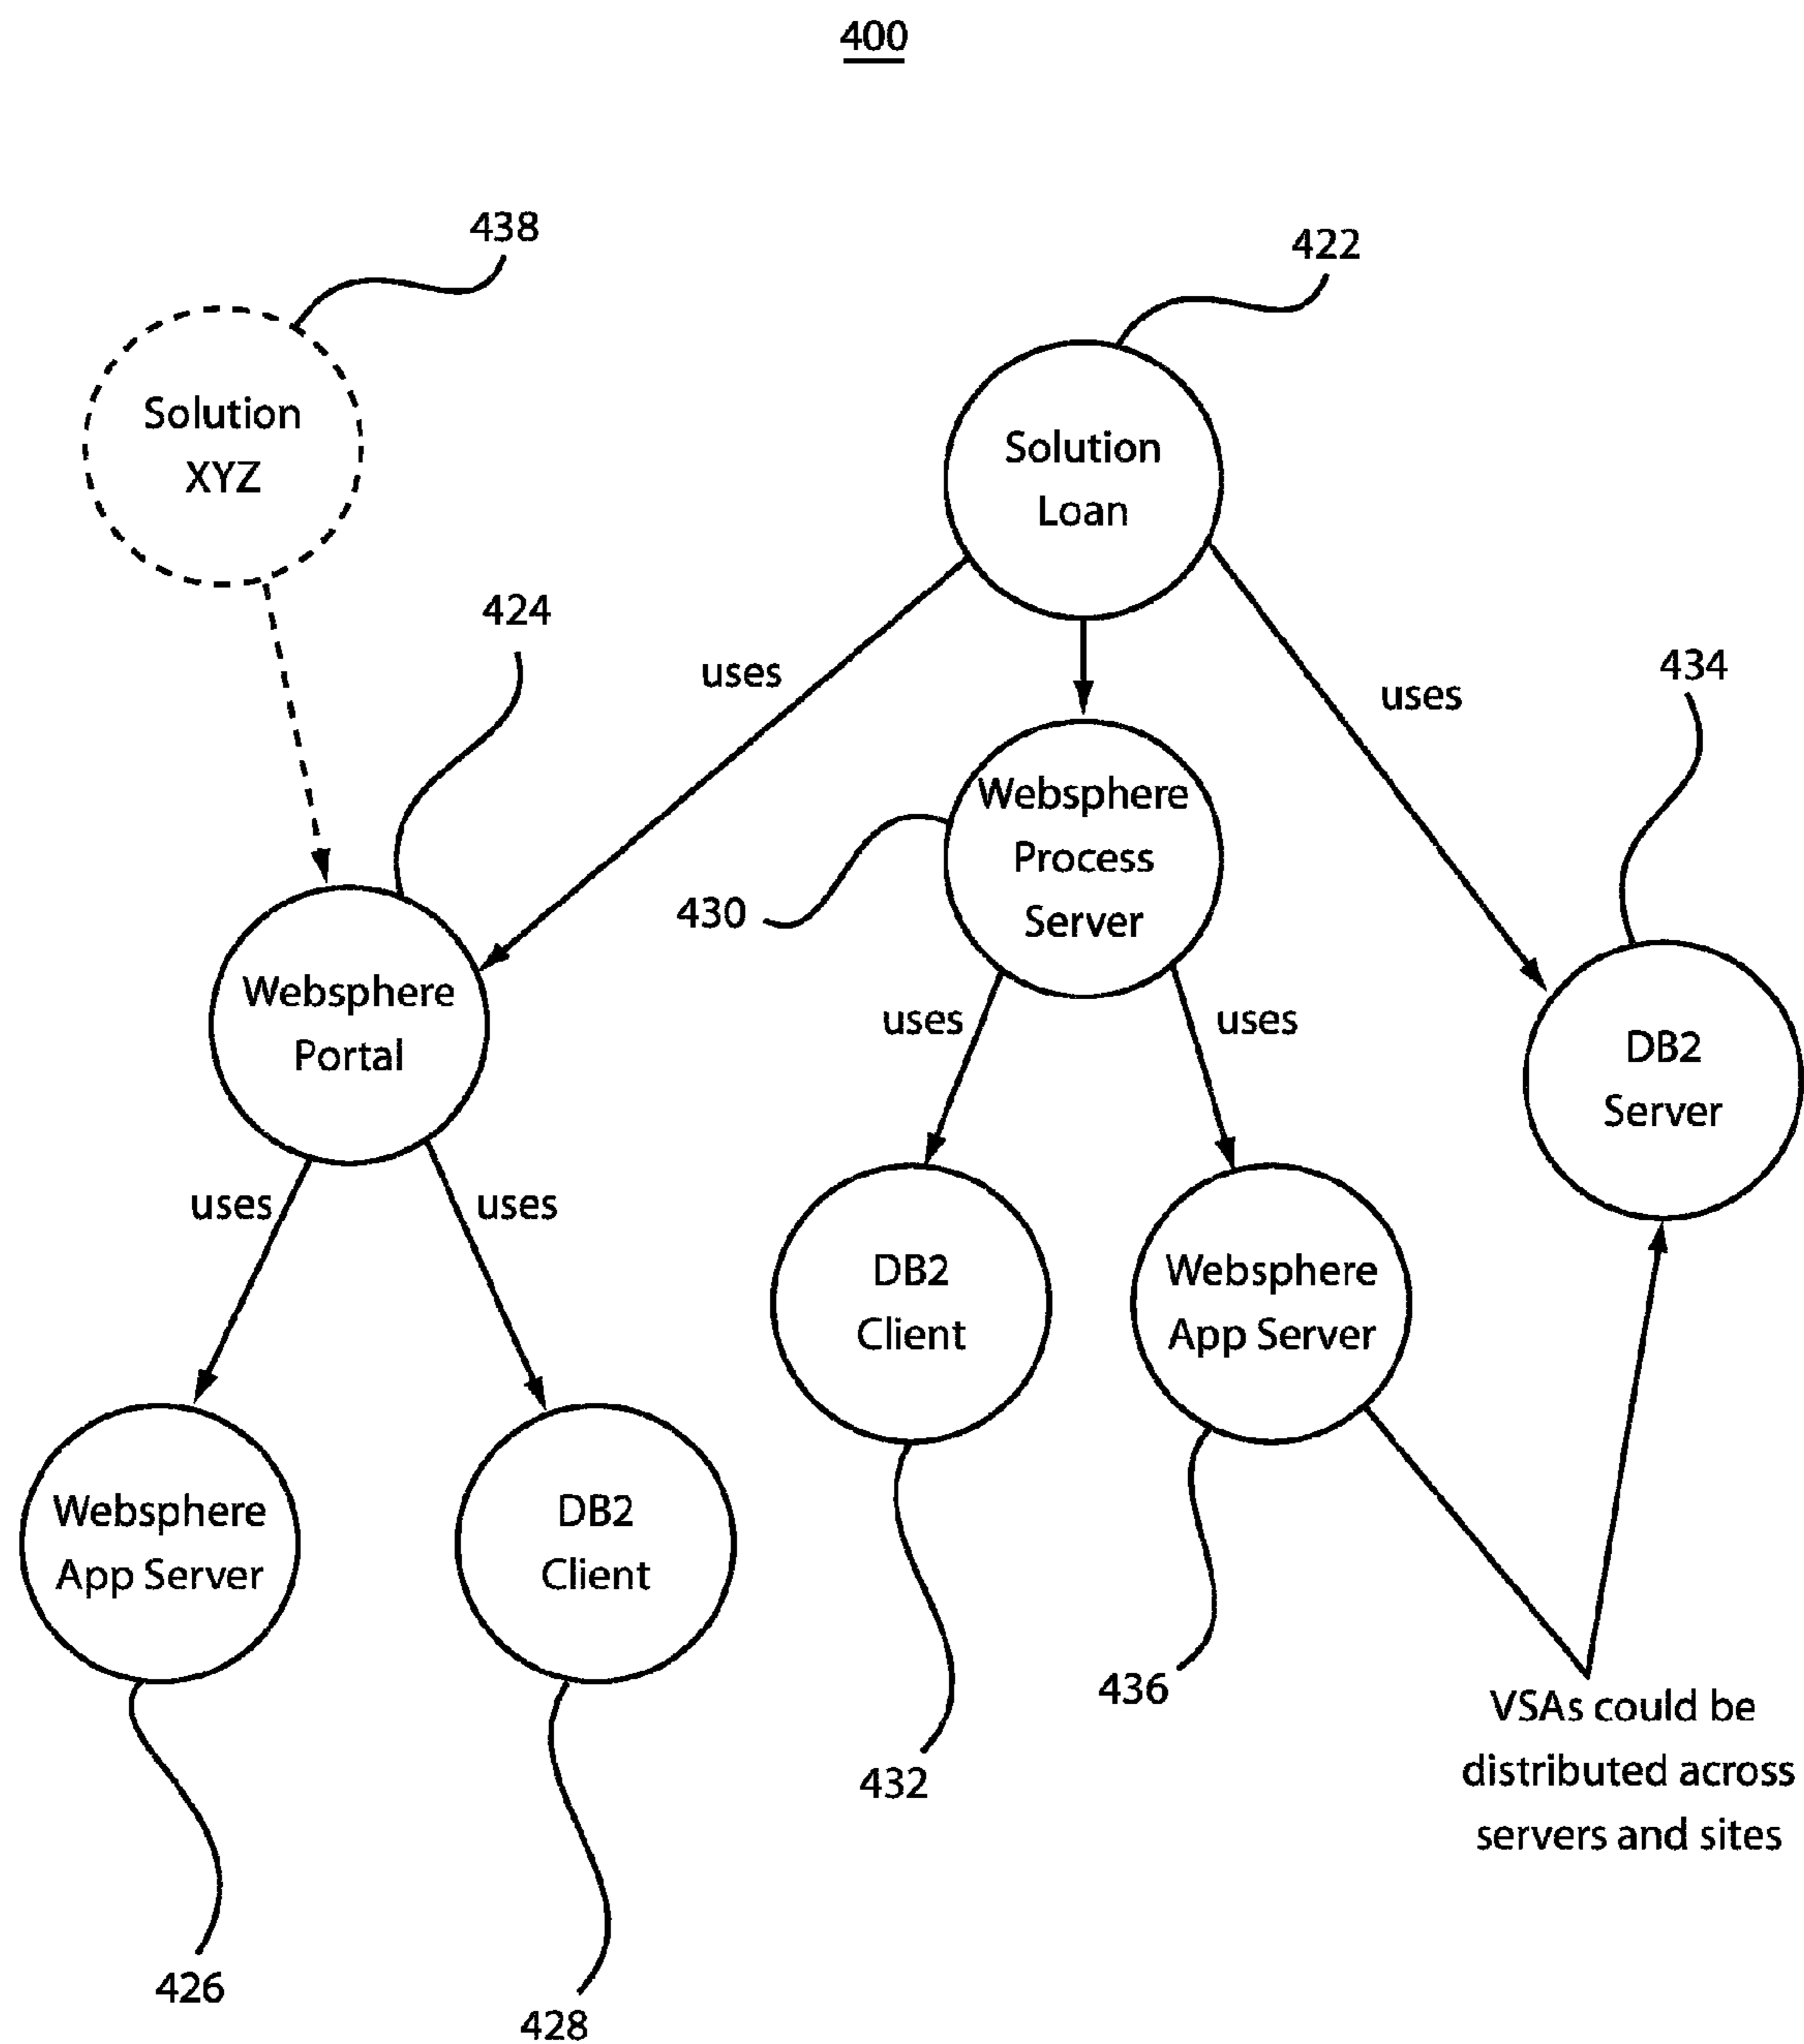 400
438
422
Solution
XYZ
Solution
Loan
424
uses
uses
434
Websphere
Process
Server
430
Websphere
Portal
uses
uses
DB2
Server
uses
uses
DB2
Client
Websphere
App Server
Websphere
App Server
DB2
Client
436
VSAs could be
distributed across
servers and sites
432
426
428